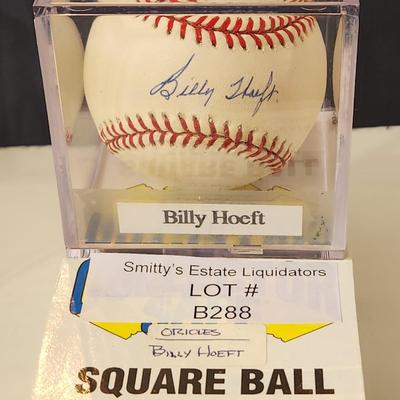 Billy Hoeft
Billy Hoeft
Smitty's Estate Liquidators
LOT #
B288
ORIOLES
BILLY HOEFT
SQUARE BALL